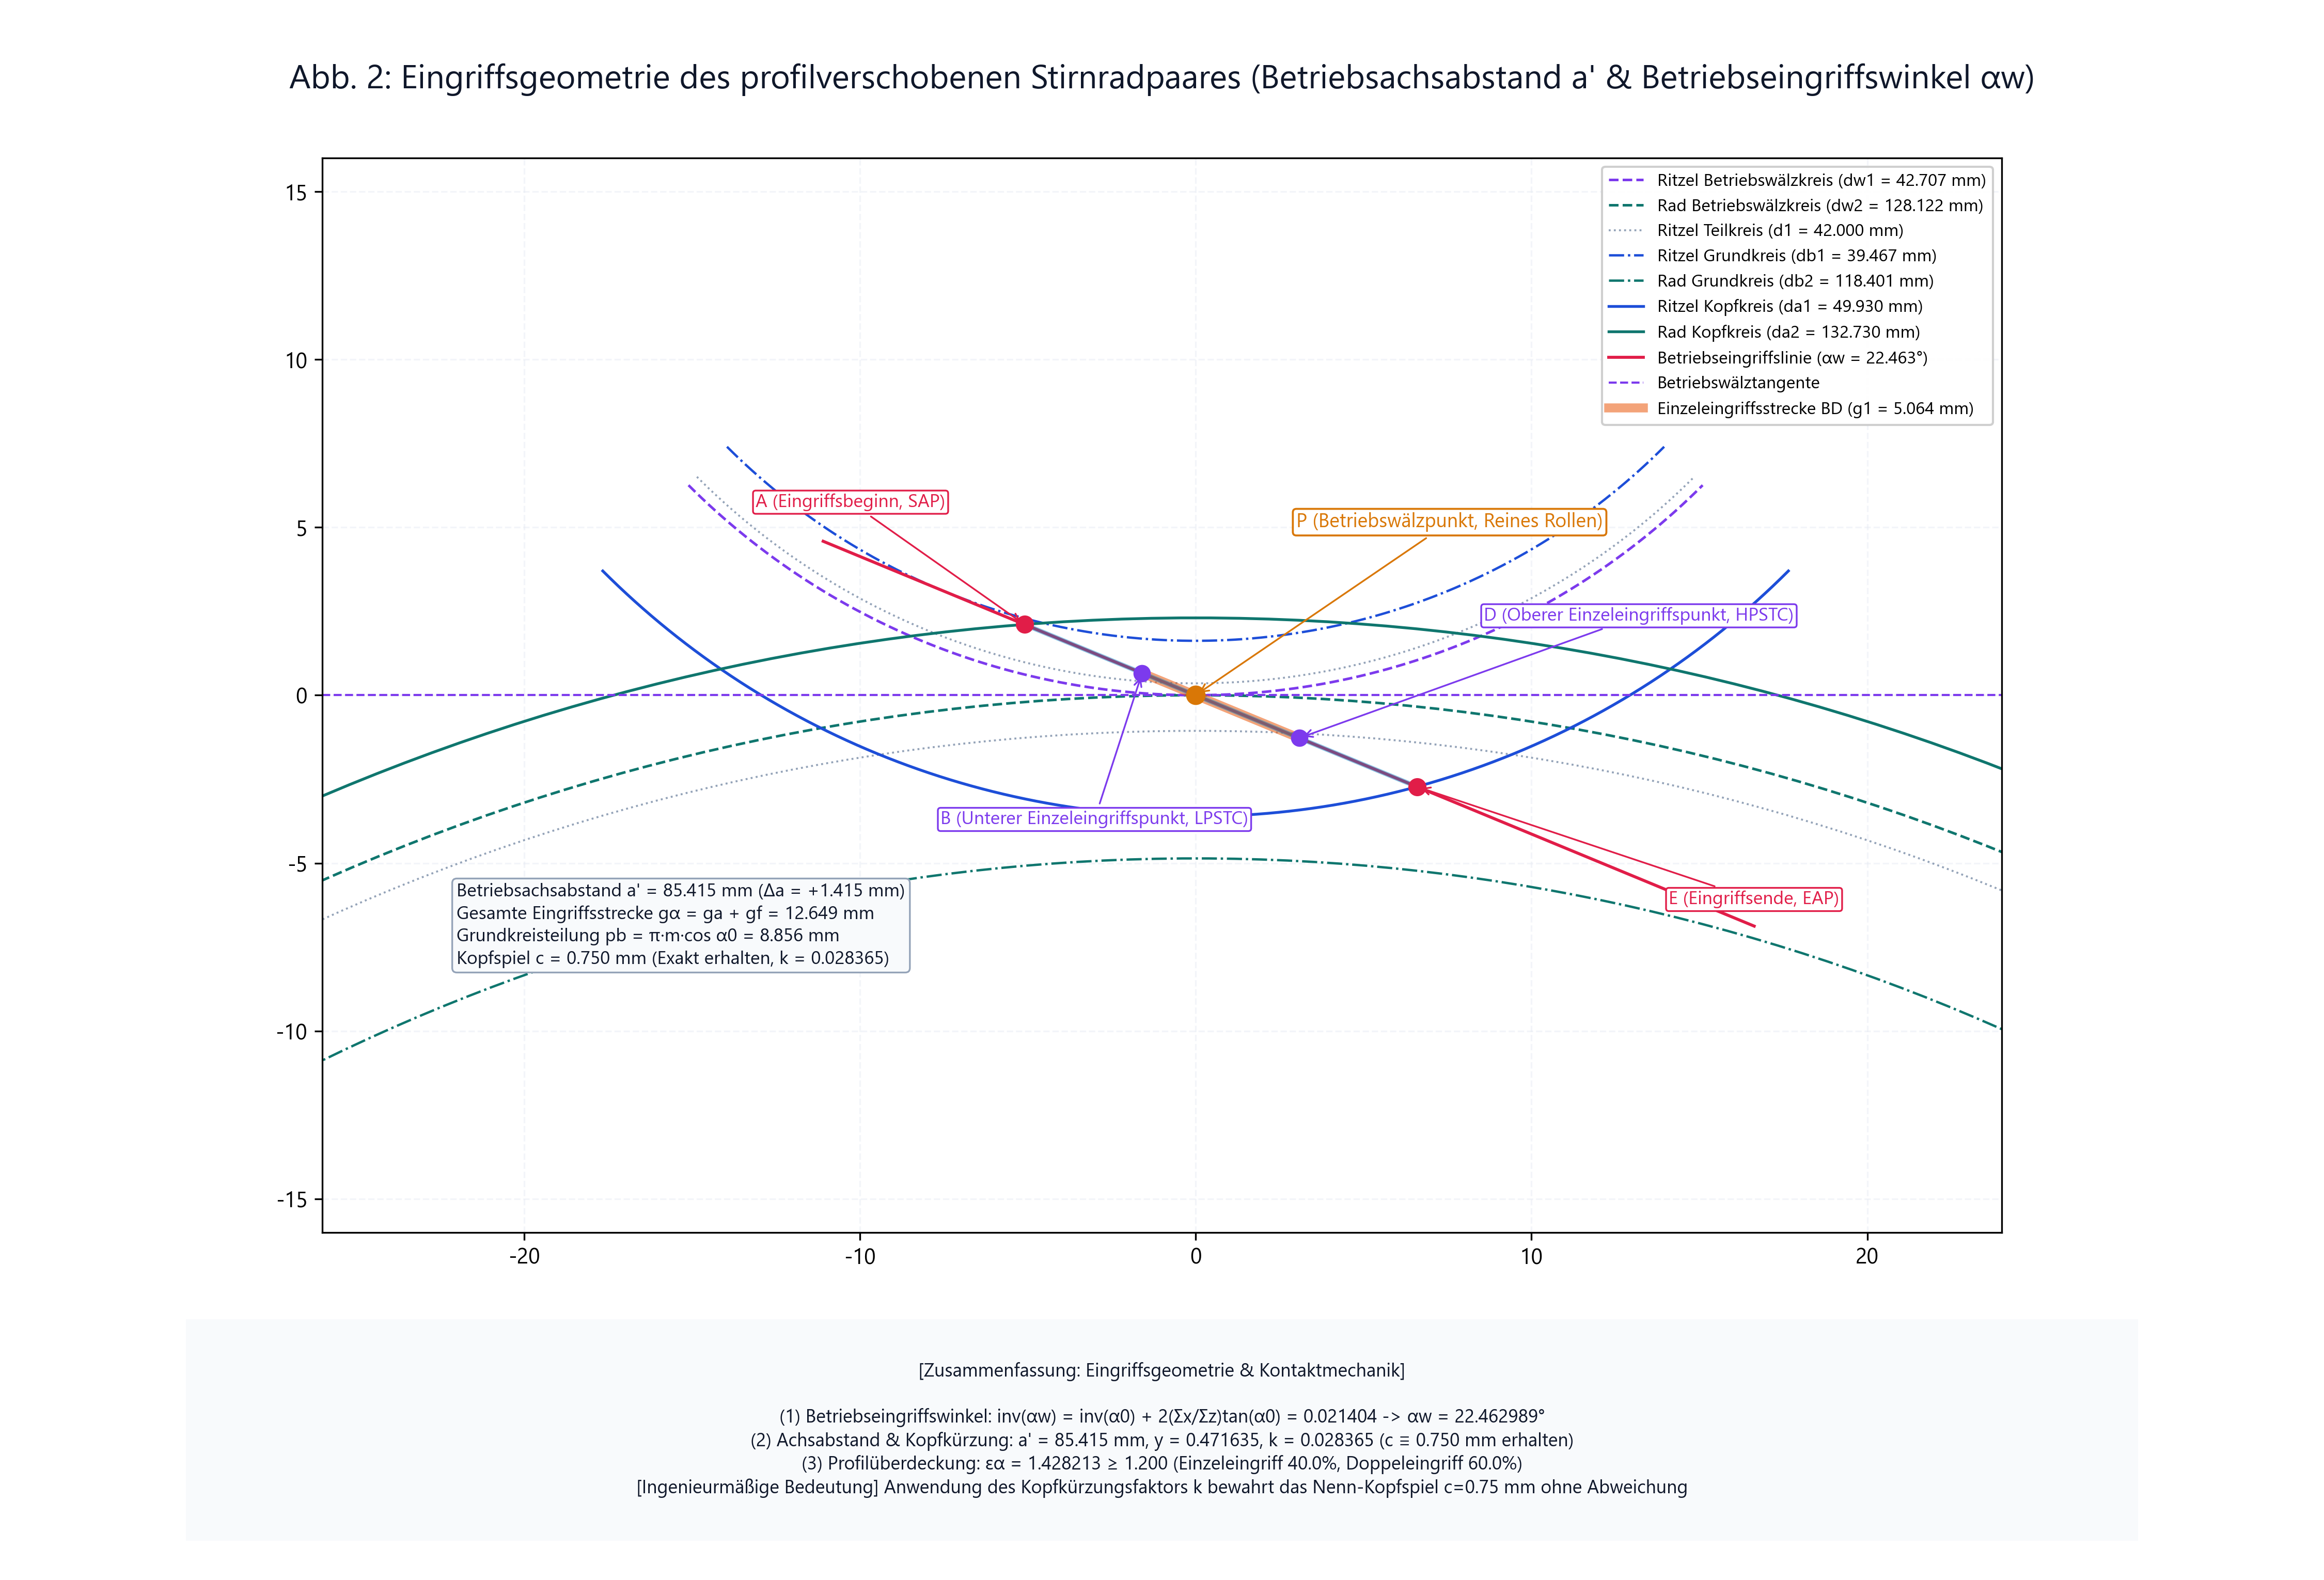 Abb. 2: Eingriffsgeometrie des profilverschobenen Stirnradpaares (Betriebsachsabstand a' & Betriebseingriffswinkel αw)
15
10
5
0
-5
-10
-15
-20
-10
0
10
20
Ritzel Betriebswälzkreis (dw1 = 42.707 mm)
Rad Betriebswälzkreis (dw2 = 128.122 mm)
Ritzel Teilkreis (d1 = 42.000 mm)
Ritzel Grundkreis (db1 = 39.467 mm)
Rad Grundkreis (db2 = 118.401 mm)
Ritzel Kopfkreis (da1 = 49.930 mm)
Rad Kopfkreis (da2 = 132.730 mm)
Betriebseingriffslinie (αw = 22.463°)
Betriebswälztangente
Einzeleingriffsstrecke BD (g1 = 5.064 mm)
A (Eingriffsbeginn, SAP)
P (Betriebswälzpunkt, Reines Rollen)
D (Oberer Einzeleingriffspunkt, HPSTC)
B (Unterer Einzeleingriffspunkt, LPSTC)
E (Eingriffsende, EAP)
Betriebsachsabstand a' = 85.415 mm (Δa = +1.415 mm)
Gesamte Eingriffsstrecke gα = ga + gf = 12.649 mm
Grundkreisteilung pb = π·m·cos α0 = 8.856 mm
Kopfspiel c = 0.750 mm (Exakt erhalten, k = 0.028365)
[Zusammenfassung: Eingriffsgeometrie & Kontaktmechanik]
(1) Betriebseingriffswinkel: inv(αw) = inv(α0) + 2(Σx/Σz)tan(α0) = 0.021404 -> αw = 22.462989°
(2) Achsabstand & Kopfkürzung: a' = 85.415 mm, y = 0.471635, k = 0.028365 (c ≡ 0.750 mm erhalten)
(3) Profilüberdeckung: εα = 1.428213 ≥ 1.200 (Einzeleingriff 40.0%, Doppeleingriff 60.0%)
[Ingenieurmäßige Bedeutung] Anwendung des Kopfkürzungsfaktors k bewahrt das Nenn-Kopfspiel c=0.75 mm ohne Abweichung